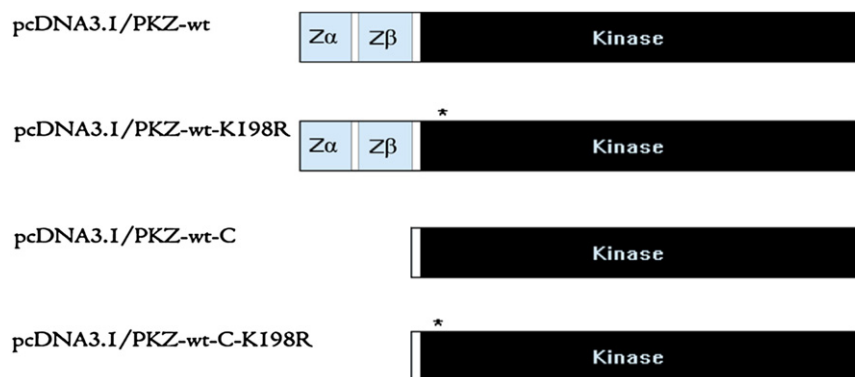 pcDNA3.1/PKZ-wt
Zα Zβ Kinase
*
pcDNA3.1/PKZ-wt-K198R
Zα Zβ Kinase
pcDNA3.1/PKZ-wt-C
Kinase
*
pcDNA3.1/PKZ-wt-C-K198R
Kinase